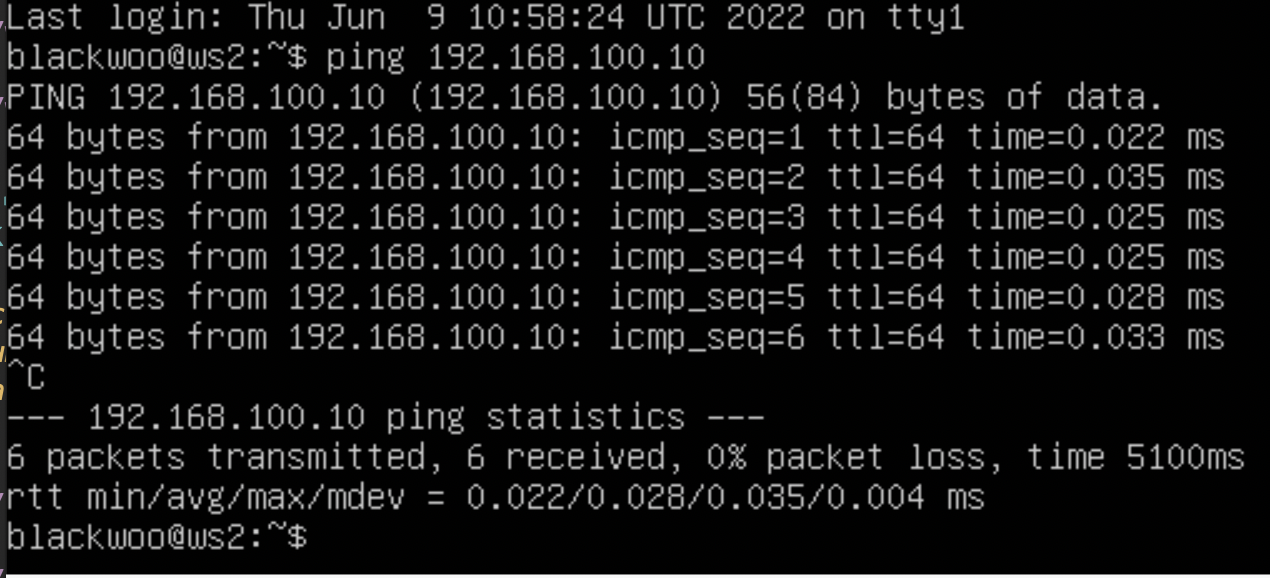 Last login: Thu Jun  9 10:58:24 UTC 2022 on tty1
blackwoo@ws2:~$ ping 192.168.100.10
PING 192.168.100.10 (192.168.100.10) 56(84) bytes of data.
64 bytes from 192.168.100.10: icmp_seq=1 ttl=64 time=0.022 ms
64 bytes from 192.168.100.10: icmp_seq=2 ttl=64 time=0.035 ms
64 bytes from 192.168.100.10: icmp_seq=3 ttl=64 time=0.025 ms
64 bytes from 192.168.100.10: icmp_seq=4 ttl=64 time=0.025 ms
64 bytes from 192.168.100.10: icmp_seq=5 ttl=64 time=0.028 ms
64 bytes from 192.168.100.10: icmp_seq=6 ttl=64 time=0.033 ms
^C
--- 192.168.100.10 ping statistics ---
6 packets transmitted, 6 received, 0% packet loss, time 5100ms
rtt min/avg/max/mdev = 0.022/0.028/0.035/0.004 ms
blackwoo@ws2:~$